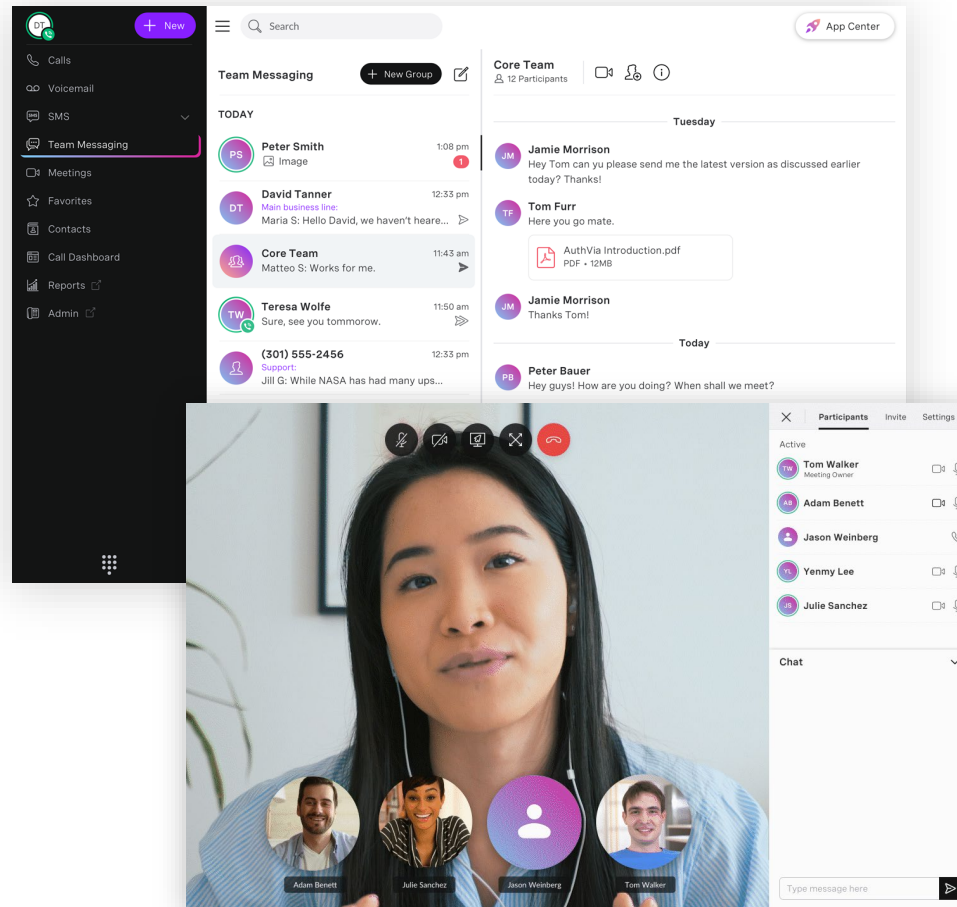 DT
New
Calls
Voicemail
SMS
SMS
Team Messaging
Meetings
Favorites
Contacts
Call Dashboard
Reports
Admin
Search
App Center
Team Messaging
New Group
TODAY
PS
Peter Smith
1:08 pm
Image
1
DT
David Tanner
12:33 pm
Main business line:
Maria S: Hello David, we haven't heare...
Core Team
11:43 am
Matteo S: Works for me.
TW
Teresa Wolfe
11:50 am
Sure, see you tommorow.
(301) 555-2456
12:33 pm
Support:
Jill G: While NASA has had many ups...
Core Team
12 Participants
Tuesday
JM
Jamie Morrison
Hey Tom can yu please send me the latest version as discussed earlier
today? Thanks!
TF
Tom Furr
Here you go mate.
AuthVia Introduction.pdf
PDF • 12MB
JM
Jamie Morrison
Thanks Tom!
Today
PB
Peter Bauer
Hey guys! How are you doing? When shall we meet?
Participants
Invite
Settings
Active
TW
Tom Walker
Meeting Owner
AB
Adam Benett
Jason Weinberg
YL
Yenmy Lee
JS
Julie Sanchez
Chat
Type message here
Adam Benett
Julie Sanchez
Jason Weinberg
Tom Walker